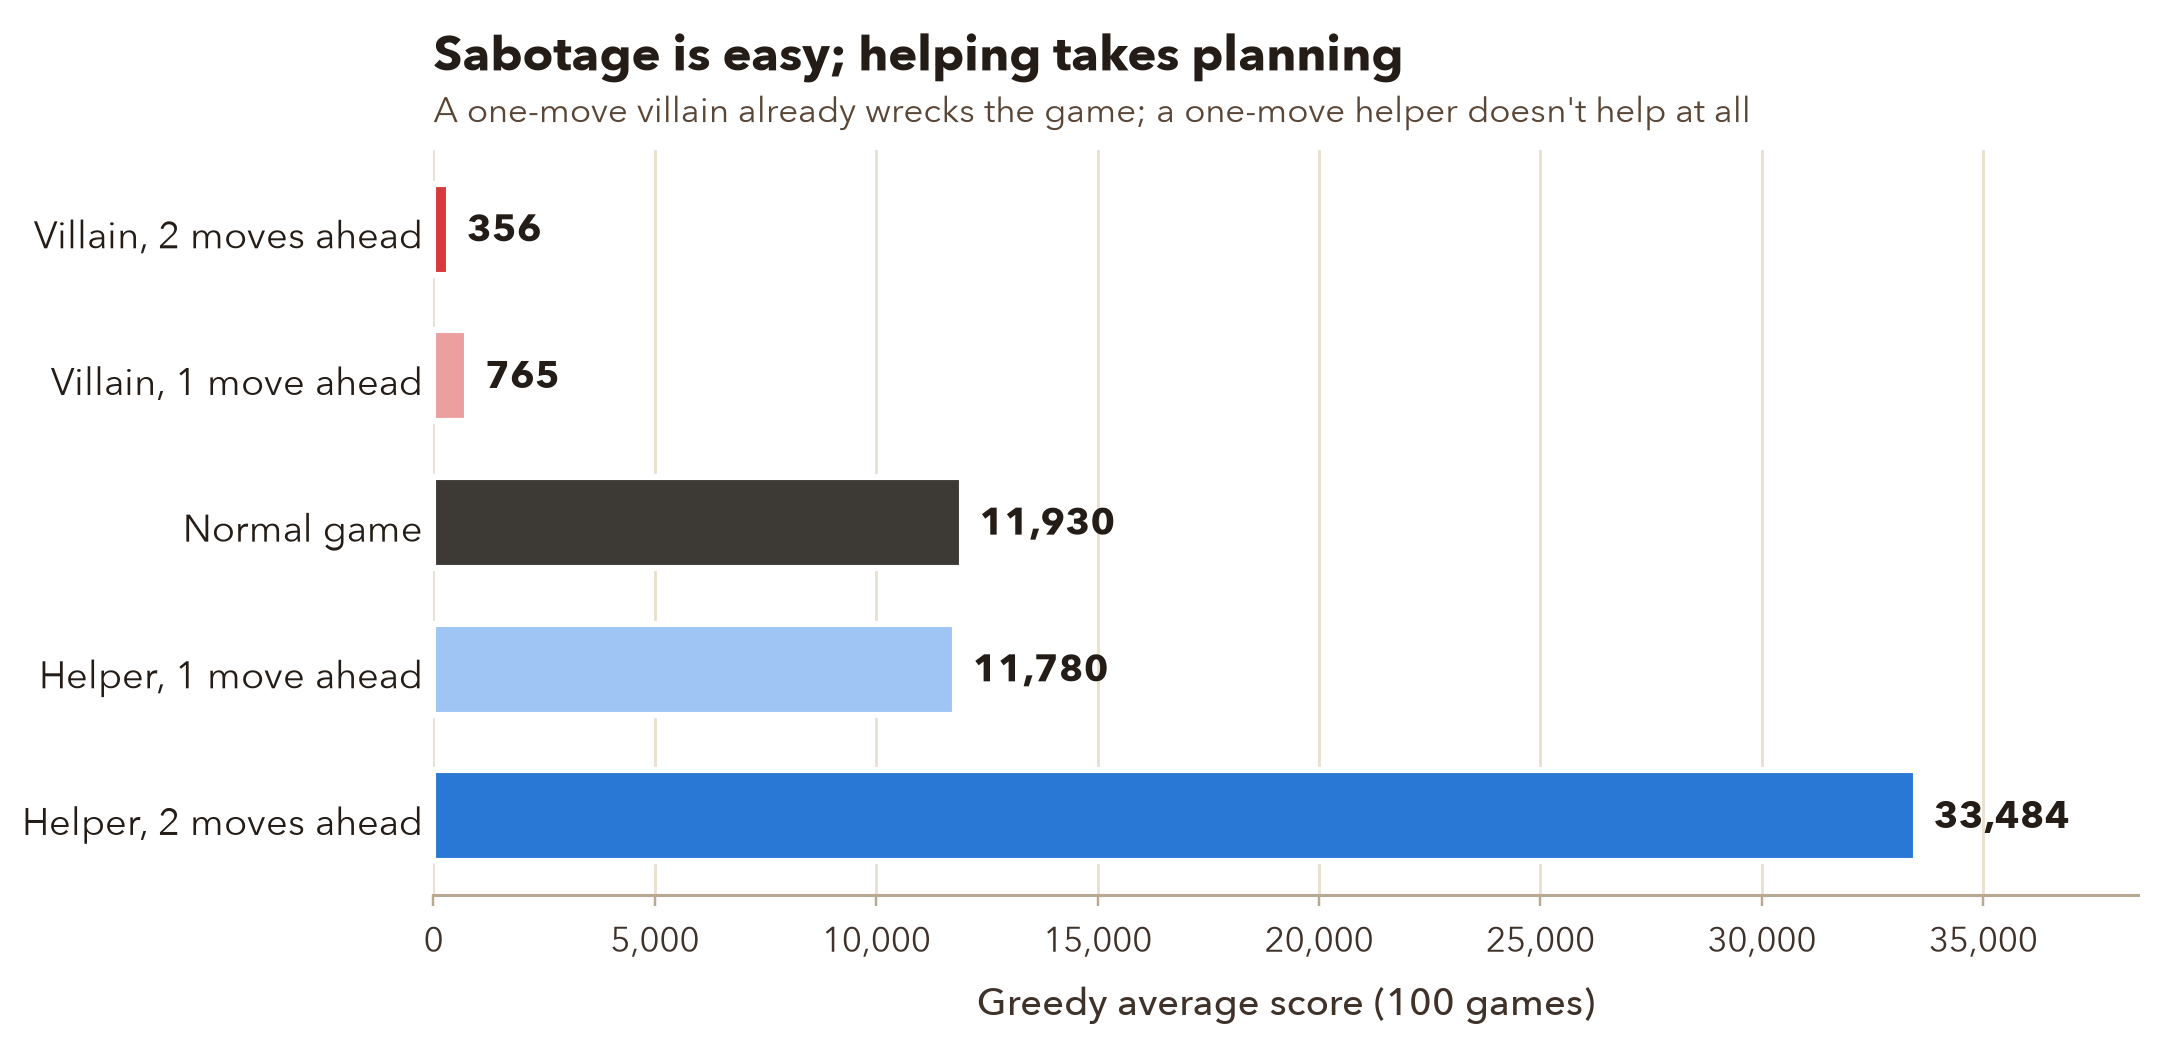 Sabotage is easy; helping takes planning
A one-move villain already wrecks the game; a one-move helper doesn't help at all
Villain, 2 moves ahead
356
Villain, 1 move ahead
765
Normal game
11,930
Helper, 1 move ahead
11,780
Helper, 2 moves ahead
33,484
0 5,000 10,000 15,000 20,000 25,000 30,000 35,000
Greedy average score (100 games)